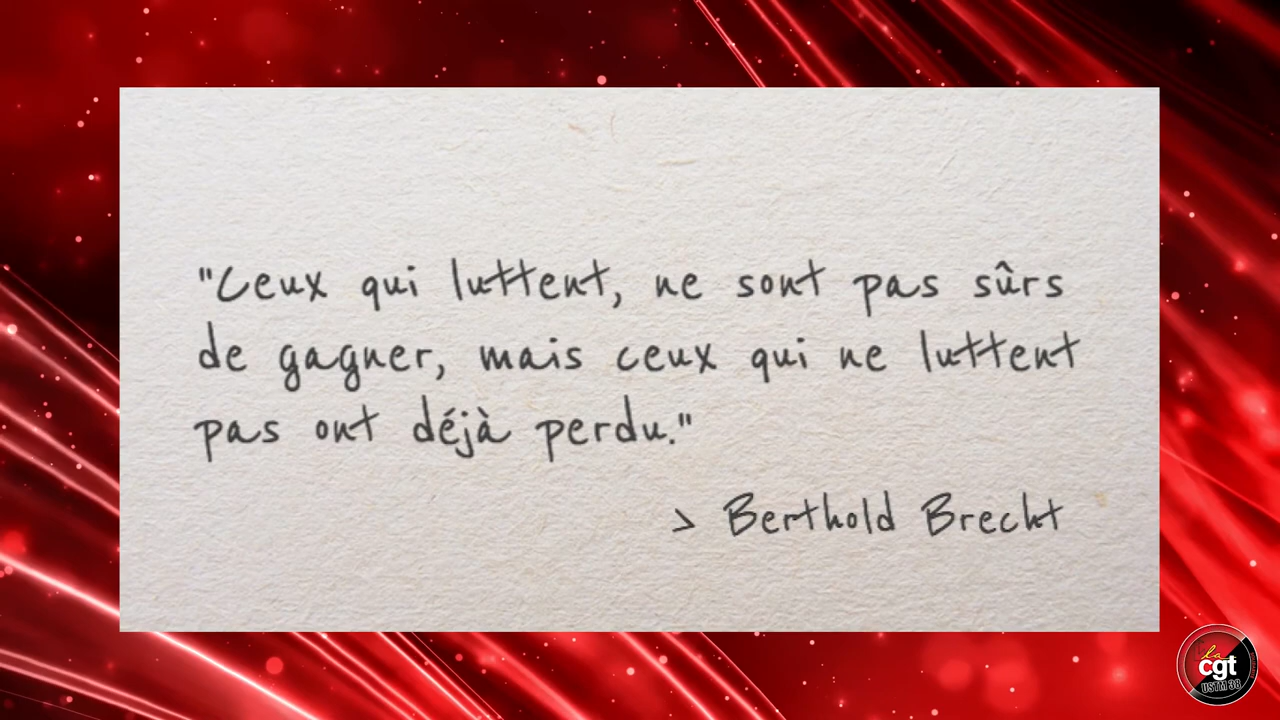 "Ceux qui luttent, ne sont pas sûrs
de gagner, mais ceux qui ne luttent
pas ont déjà perdu."
> Berthold Brecht
la
cgt
USTM 38